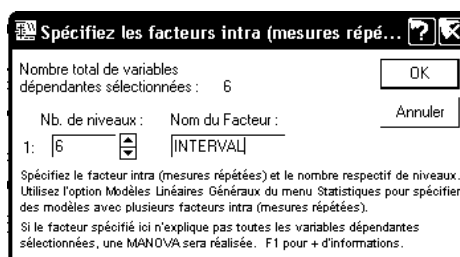 Spécifiez les facteurs intra (mesures répé...
Nombre total de variables
dépendantes sélectionnées : 6
OK
Annuler
Nb. de niveaux : Nom du Facteur :
1: 6 INTERVAL
Spécifiez le facteur intra (mesures répétées) et le nombre respectif de niveaux.
Utilisez l'option Modèles Linéaires Généraux du menu Statistiques pour spécifier
des modèles avec plusieurs facteurs intra (mesures répétées).
Si le facteur spécifié ici n'explique pas toutes les variables dépendantes
sélectionnées, une MANOVA sera réalisée. F1 pour + d'informations.